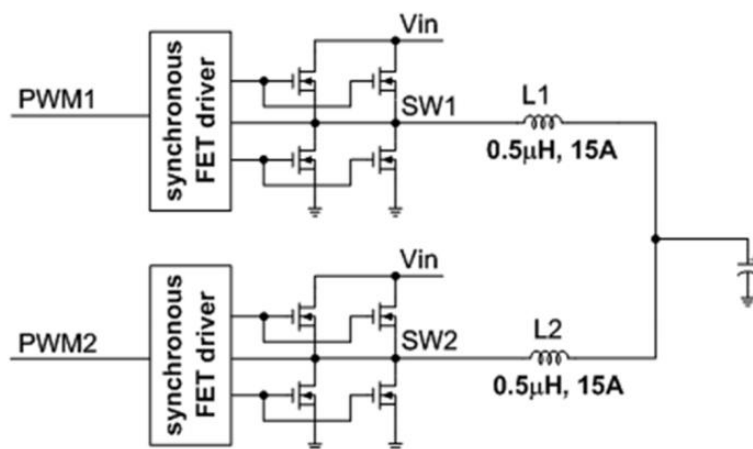 Vin
PWM1
synchronous
FET driver
SW1
L1
0.5µH, 15A
Vin
PWM2
synchronous
FET driver
SW2
L2
0.5µH, 15A